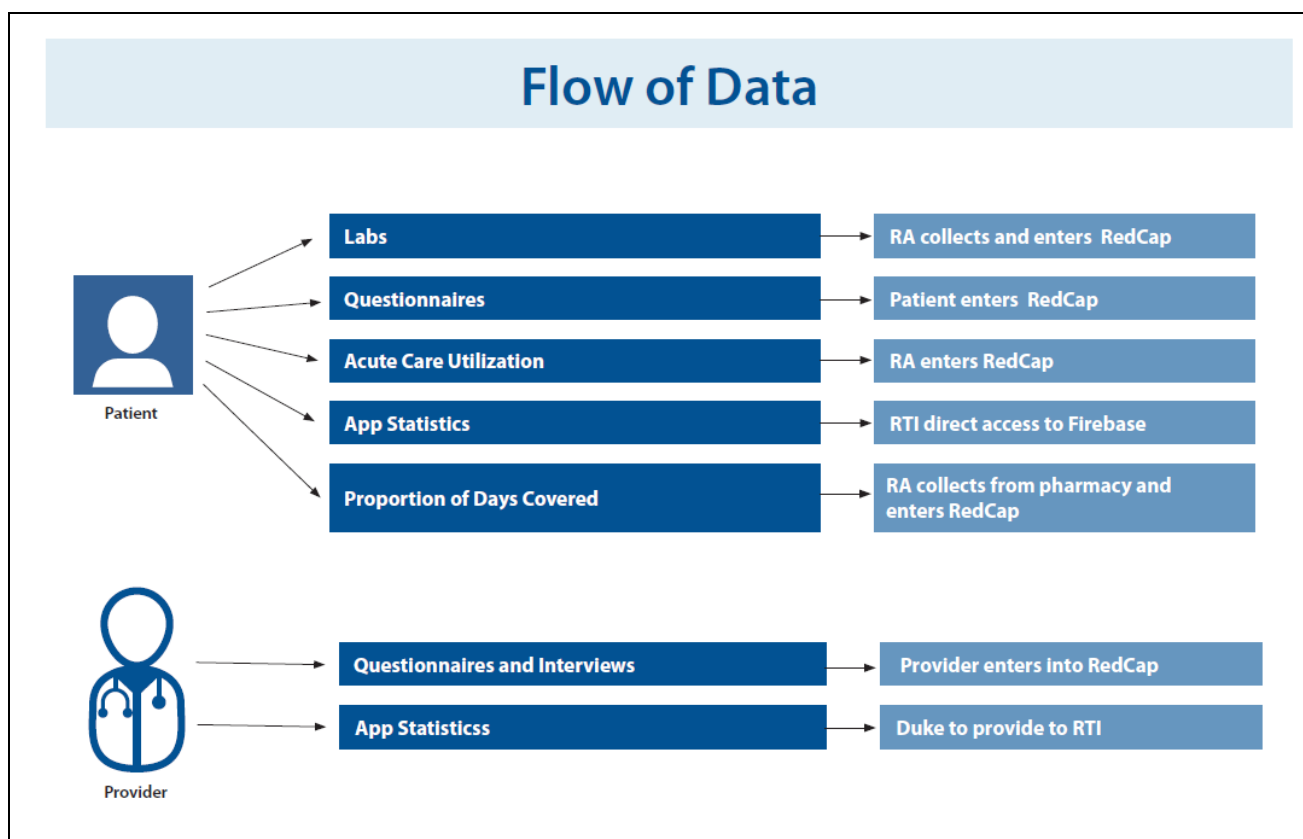 Flow of Data
Labs
RA collects and enters RedCap
Questionnaires
Patient enters RedCap
Acute Care Utilization
RA enters RedCap
Patient
App Statistics
RTI direct access to Firebase
Proportion of Days Covered
RA collects from pharmacy and
enters RedCap
Questionnaires and Interviews
Provider enters into RedCap
App Statisticss
Duke to provide to RTI
Provider